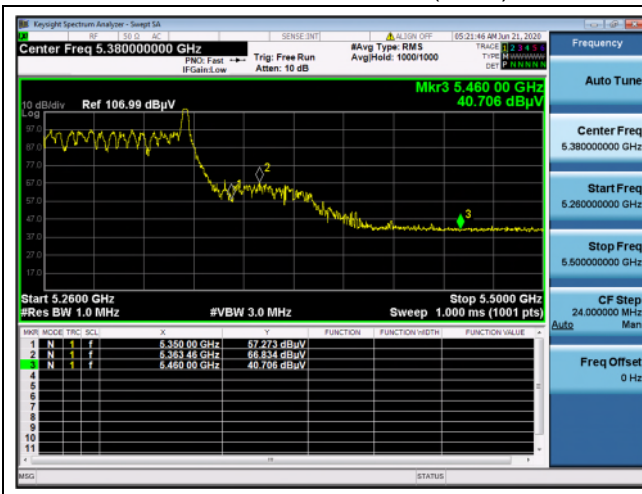 Keysight Spectrum Analyzer - Swept SA
RF 50 Ω AC SENSE:INT ALIGN OFF 05:21:46 AM Jun 21, 2020
Center Freq 5.380000000 GHz
PNO: Fast
IFGain:Low
Trig: Free Run
Atten: 10 dB
#Avg Type: RMS
Avg|Hold: 1000/1000
TRACE 1 2 3 4 5 6
TYPE M W W W W W
DET P N N N N N
Mkr3 5.460 00 GHz
40.706 dBµV
10 dB/div Ref 106.99 dBµV
Log
97.0
87.0
77.0
67.0
57.0
47.0
37.0
27.0
17.0
1
2
3
Start 5.2600 GHz Stop 5.5000 GHz
#Res BW 1.0 MHz #VBW 3.0 MHz Sweep 1.000 ms (1001 pts)
MKR MODE TRC SCL X Y FUNCTION FUNCTION WIDTH FUNCTION VALUE
1 N 1 f 5.350 00 GHz 57.273 dBµV
2 N 1 f 5.363 46 GHz 66.834 dBµV
3 N 1 f 5.460 00 GHz 40.706 dBµV
4
5
6
7
8
9
10
11
MSG STATUS
Frequency
Auto Tune
Center Freq
5.380000000 GHz
Start Freq
5.260000000 GHz
Stop Freq
5.500000000 GHz
CF Step
24.000000 MHz
Auto Man
Freq Offset
0 Hz